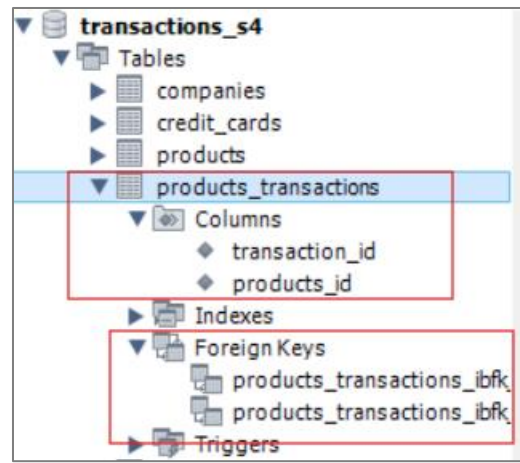 transactions_s4
Tables
companies
credit_cards
products
products_transactions
Columns
transaction_id
products_id
Indexes
Foreign Keys
products_transactions_ibfk_
products_transactions_ibfk_
Triggers